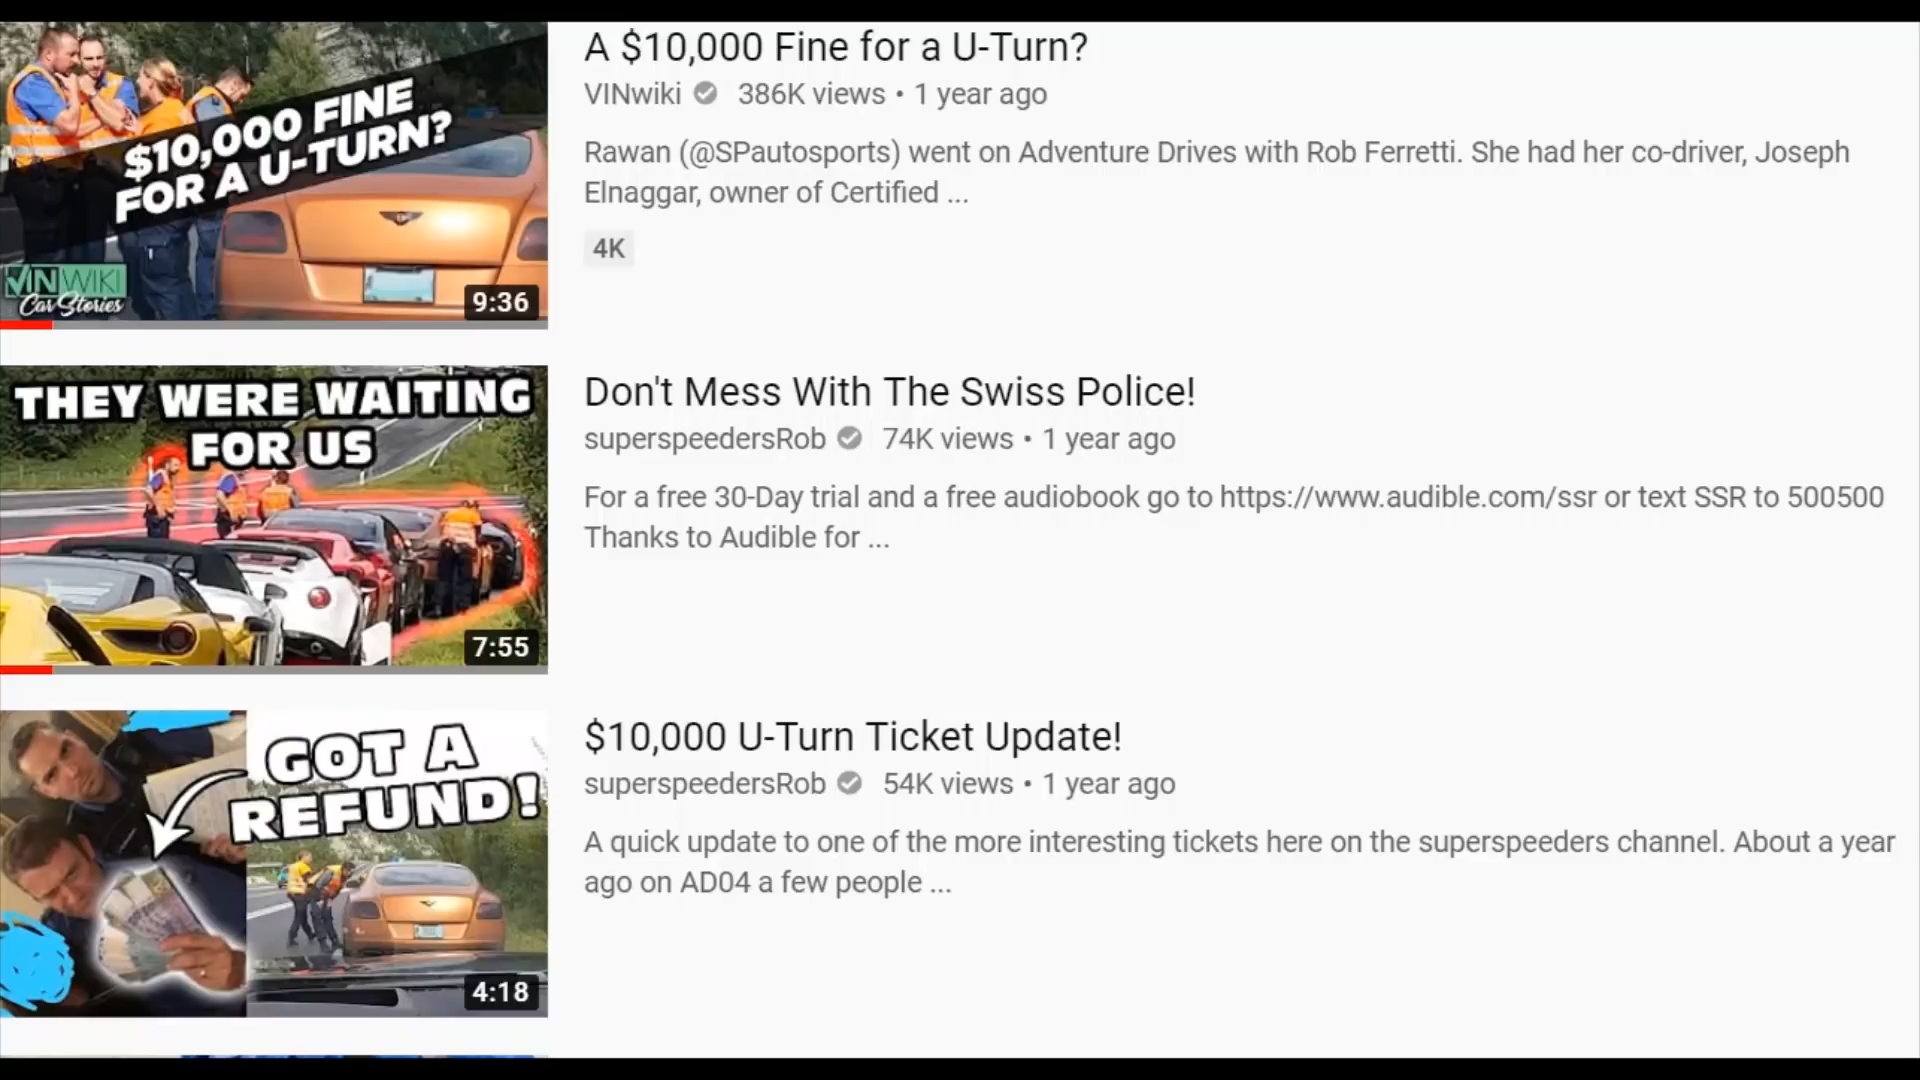 $10,000 FINE
FOR A U-TURN?
VINWIKI
Car Stories
9:36
A $10,000 Fine for a U-Turn?
VINwiki 386K views • 1 year ago
Rawan (@SPautosports) went on Adventure Drives with Rob Ferretti. She had her co-driver, Joseph
Elnaggar, owner of Certified ...
4K
THEY WERE WAITING
FOR US
7:55
Don't Mess With The Swiss Police!
superspeedersRob 74K views • 1 year ago
For a free 30-Day trial and a free audiobook go to https://www.audible.com/ssr or text SSR to 500500
Thanks to Audible for ...
GOT A
REFUND!
4:18
$10,000 U-Turn Ticket Update!
superspeedersRob 54K views • 1 year ago
A quick update to one of the more interesting tickets here on the superspeeders channel. About a year
ago on AD04 a few people ...